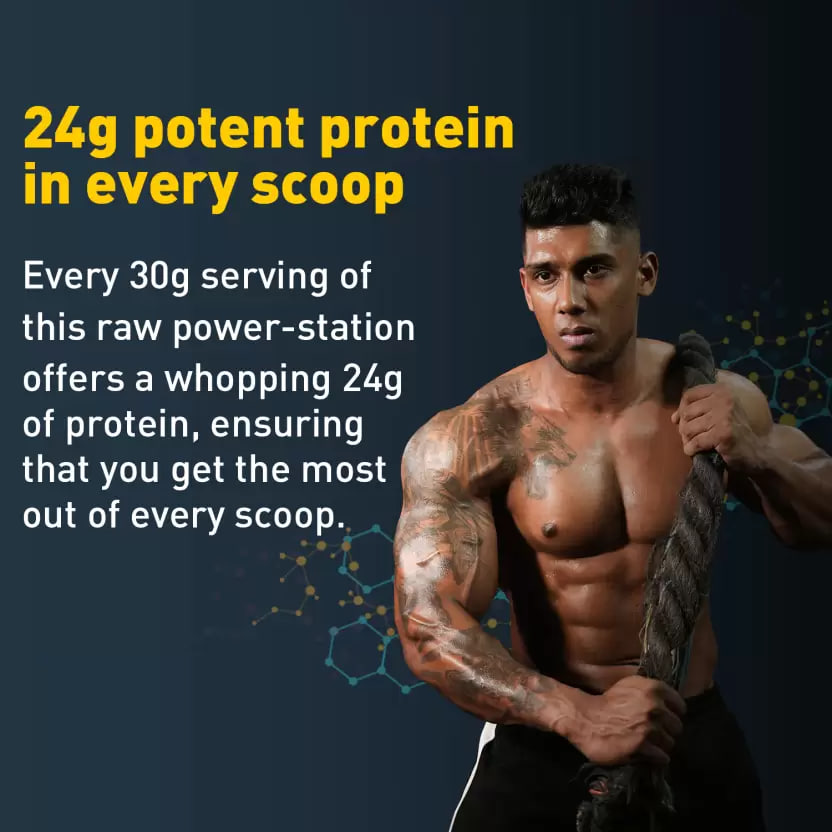 24g potent protein
in every scoop
Every 30g serving of
this raw power-station
offers a whopping 24g
of protein, ensuring
that you get the most
out of every scoop.